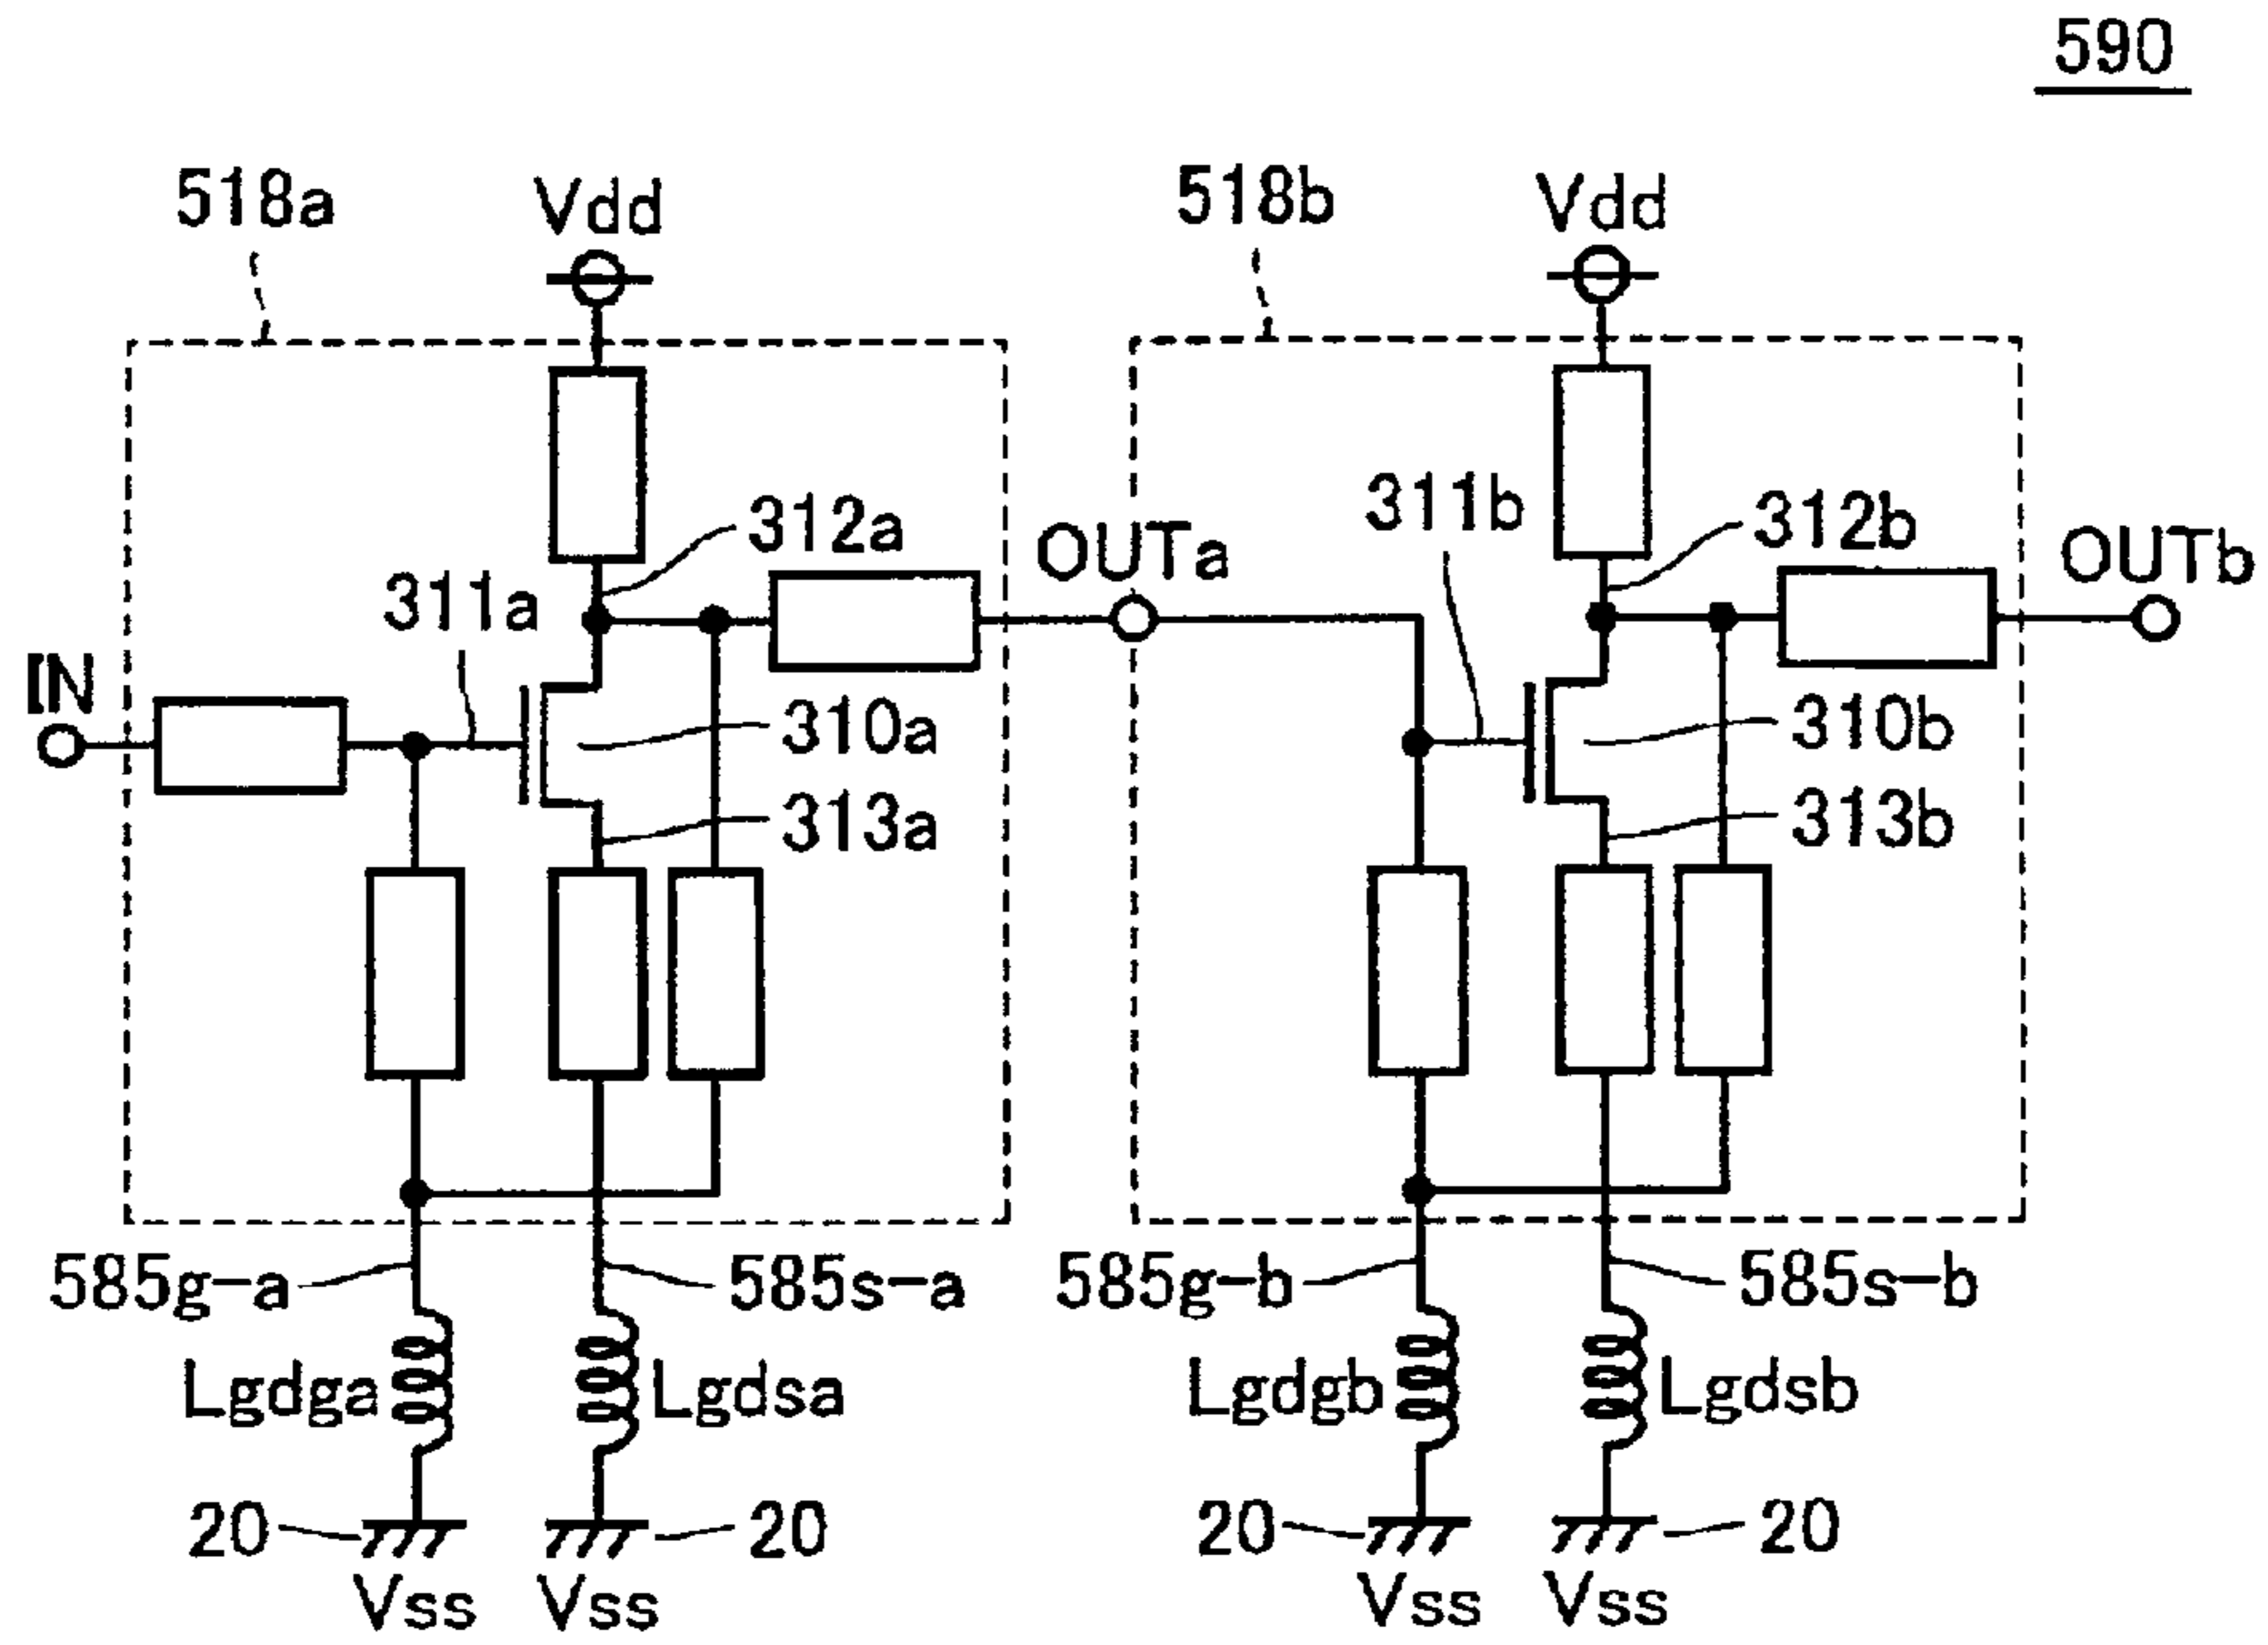 590
518a
Vdd
518b
Vdd
312a
311b
312b
OUTa
OUTb
311a
IN
310a
310b
313a
313b
585g-a
585s-a
585g-b
585s-b
Lgdga
Lgdsa
Lgdgb
Lgdsb
20
20
20
20
Vss
Vss
Vss
Vss